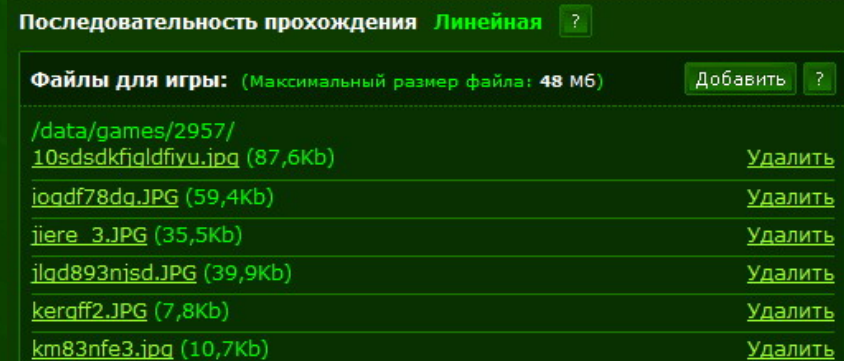 Последовательность прохождения Линейная ?
Файлы для игры: (Максимальный размер файла: 48 Мб) Добавить ?
/data/games/2957/
10sdsdkfjgldfiyu.jpg (87,6Kb) Удалить
iogdf78dg.JPG (59,4Kb) Удалить
jiere_3.JPG (35,5Kb) Удалить
jlgd893njsd.JPG (39,9Kb) Удалить
kergff2.JPG (7,8Kb) Удалить
km83nfe3.jpg (10,7Kb) Удалить